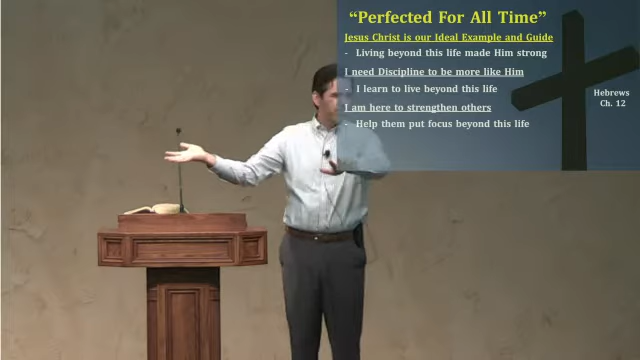 “Perfected For All Time”
Jesus Christ is our Ideal Example and Guide
- Living beyond this life made Him strong
I need Discipline to be more like Him
- I learn to live beyond this life
I am here to strengthen others
- Help them put focus beyond this life
Hebrews
Ch. 12